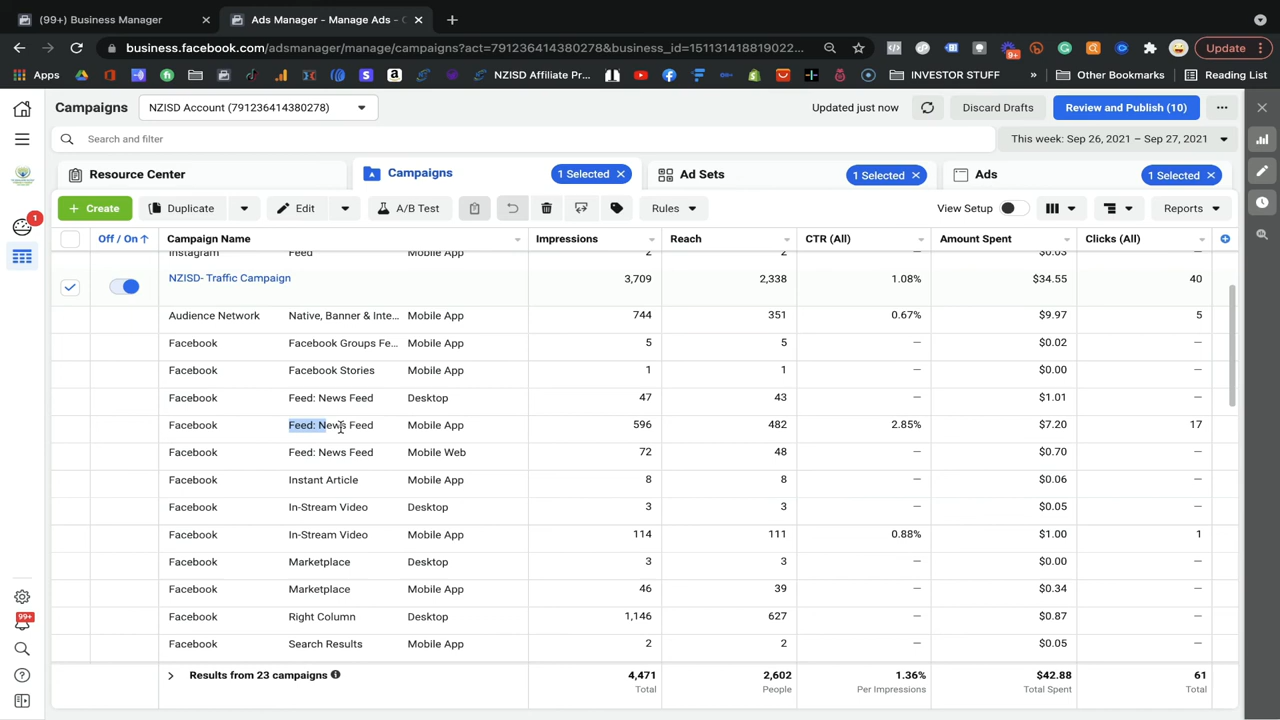 (99+) Business Manager
Ads Manager - Manage Ads -
business.facebook.com/adsmanager/manage/campaigns?act=791236414380278&business_id=151131418819022...
9+
Update
Apps
NZISD Affiliate Pr...
INVESTOR STUFF
»
Other Bookmarks
Reading List
Campaigns
NZISD Account (791236414380278)
Updated just now
Discard Drafts
Review and Publish (10)
Search and filter
This week: Sep 26, 2021 – Sep 27, 2021
Resource Center
Campaigns
1 Selected
Ad Sets
1 Selected
Ads
1 Selected
Create
Duplicate
Edit
A/B Test
Rules
View Setup
Reports
1
Off / On
Campaign Name
Impressions
Reach
CTR (All)
Amount Spent
Clicks (All)
Instagram Feed Mobile App 2 2 — $0.03 —
NZISD- Traffic Campaign 3,709 2,338 1.08% $34.55 40
Audience Network Native, Banner & Inte... Mobile App 744 351 0.67% $9.97 5
Facebook Facebook Groups Fe... Mobile App 5 5 — $0.02 —
Facebook Facebook Stories Mobile App 1 1 — $0.00 —
Facebook Feed: News Feed Desktop 47 43 — $1.01 —
Facebook Feed: News Feed Mobile App 596 482 2.85% $7.20 17
Facebook Feed: News Feed Mobile Web 72 48 — $0.70 —
Facebook Instant Article Mobile App 8 8 — $0.06 —
Facebook In-Stream Video Desktop 3 3 — $0.05 —
Facebook In-Stream Video Mobile App 114 111 0.88% $1.00 1
Facebook Marketplace Desktop 3 3 — $0.00 —
Facebook Marketplace Mobile App 46 39 — $0.34 —
Facebook Right Column Desktop 1,146 627 — $0.87 —
Facebook Search Results Mobile App 2 2 — $0.05 —
99+
Results from 23 campaigns 4,471 2,602 1.36% $42.88 61
Total People Per Impressions Total Spent Total